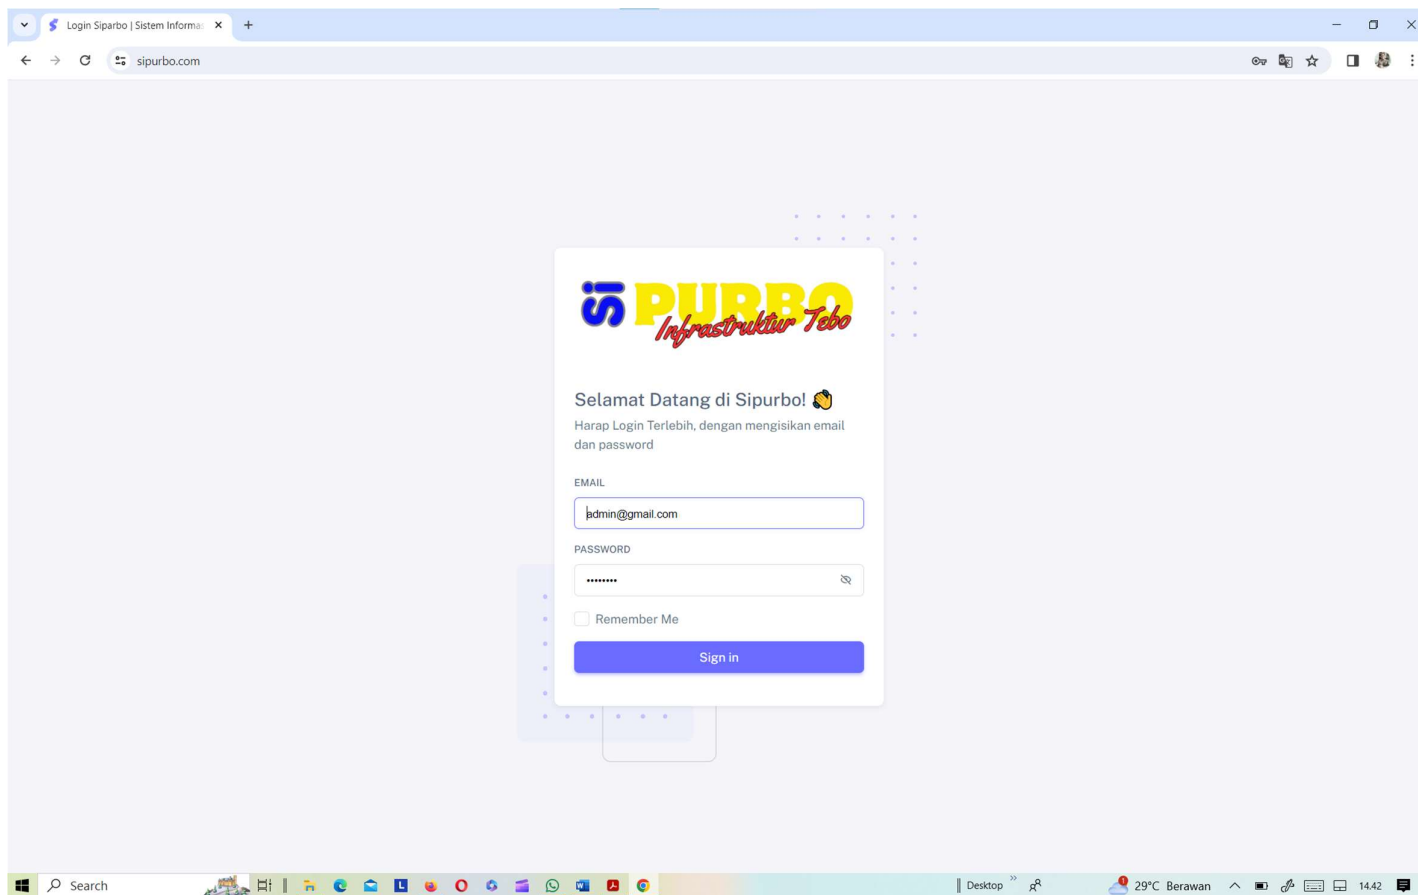 Login Siparbo | Sistem Informa
sipurbo.com
Si PURBO
Infrastruktur Tebo
Selamat Datang di Sipurbo!
Harap Login Terlebih, dengan mengisikan email
dan password
EMAIL
admin@gmail.com
PASSWORD
Remember Me
Sign in
Search
Desktop
29°C Berawan
14.42